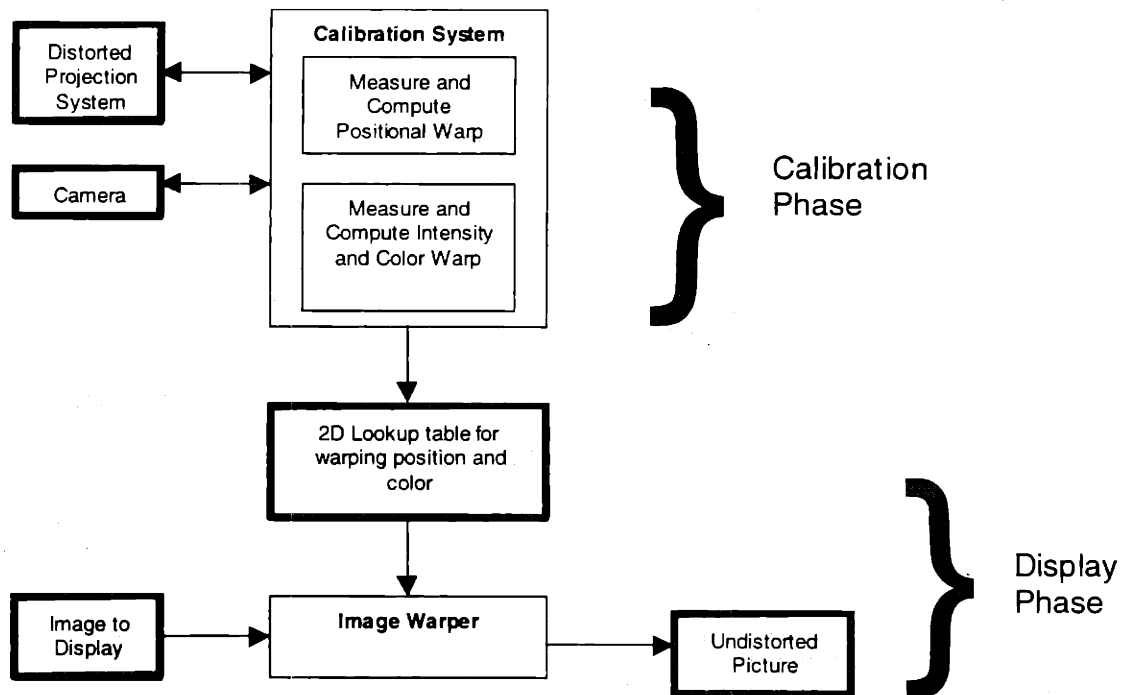 Calibration System
Distorted
Projection
System
Measure and
Compute
Positional Warp
Camera
Measure and
Compute Intensity
and Color Warp
Calibration
Phase
2D Lookup table for
warping position and
color
Image to
Display
Image Warper
Undistorted
Picture
Display
Phase